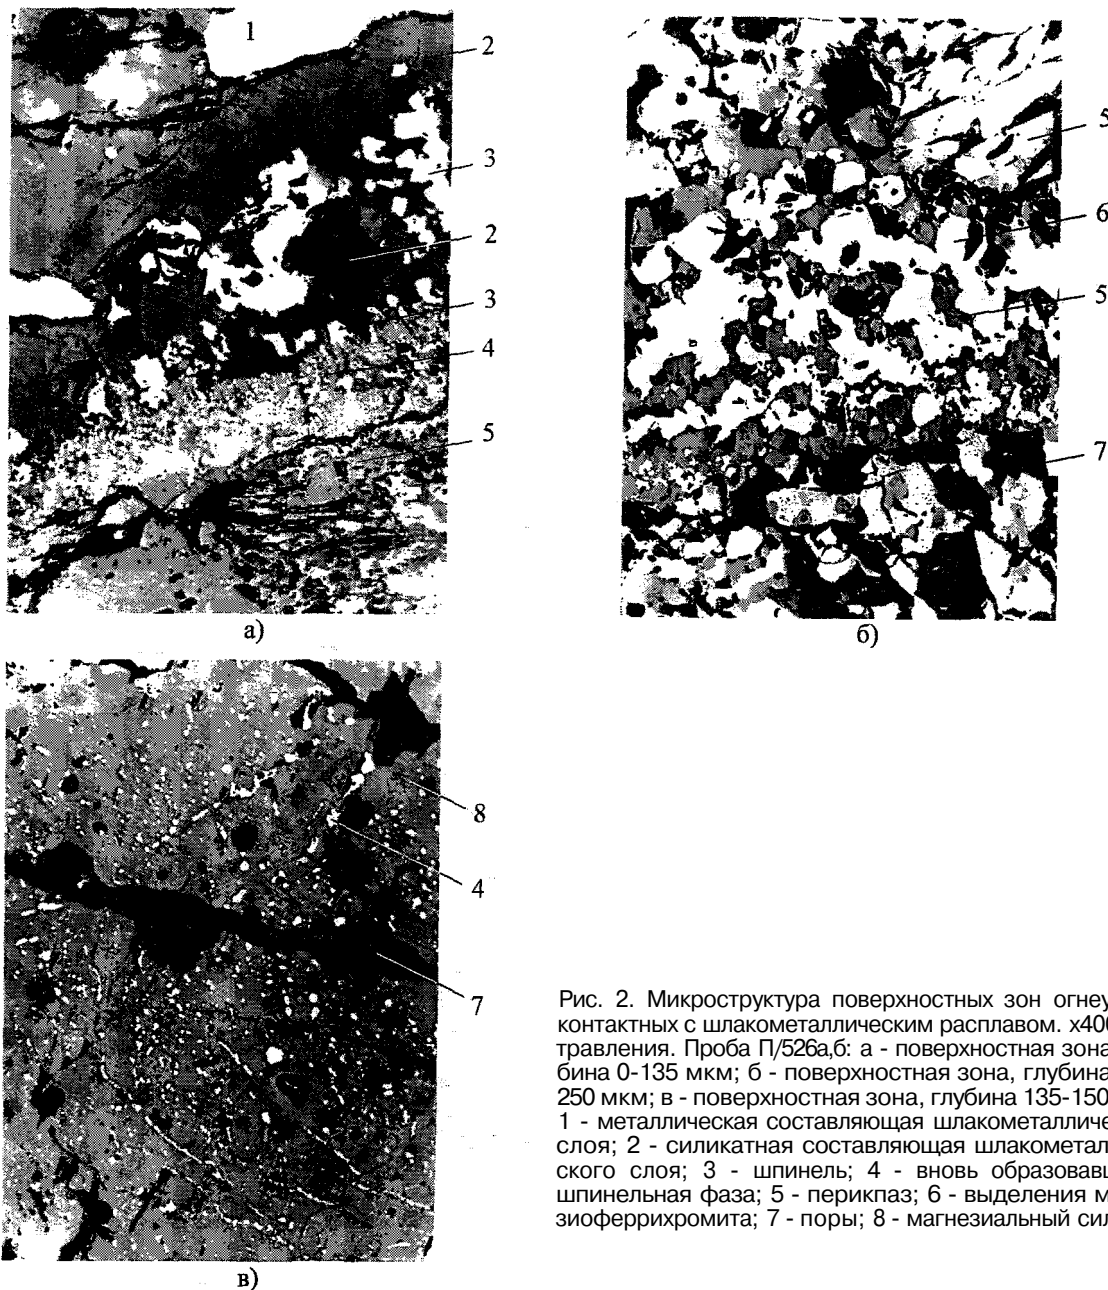 1
2
3
2
3
4
5
а)
5
6
5
7
б)
8
4
7
в)
Рис. 2. Микроструктура поверхностных зон огнеу
контактных с шлакометаллическим расплавом. х400
травления. Проба П/526а,б: а - поверхностная зона
бина 0-135 мкм; б - поверхностная зона, глубина
250 мкм; в - поверхностная зона, глубина 135-150
1 - металлическая составляющая шлакометалличе
слоя; 2 - силикатная составляющая шлакометал
ского слоя; 3 - шпинель; 4 - вновь образовавш
шпинельная фаза; 5 - перикпаз; 6 - выделения м
зиоферрихромита; 7 - поры; 8 - магнезиальный сил